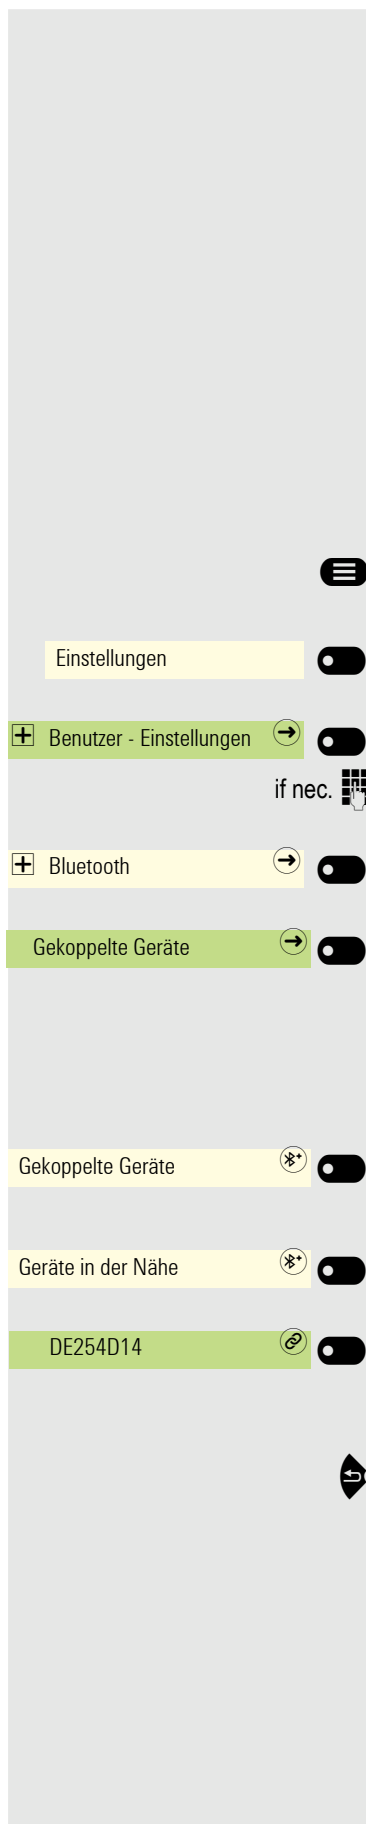 Einstellungen
Benutzer - Einstellungen
if nec.
Bluetooth
Gekoppelte Geräte
Gekoppelte Geräte
Geräte in der Nähe
DE254D14